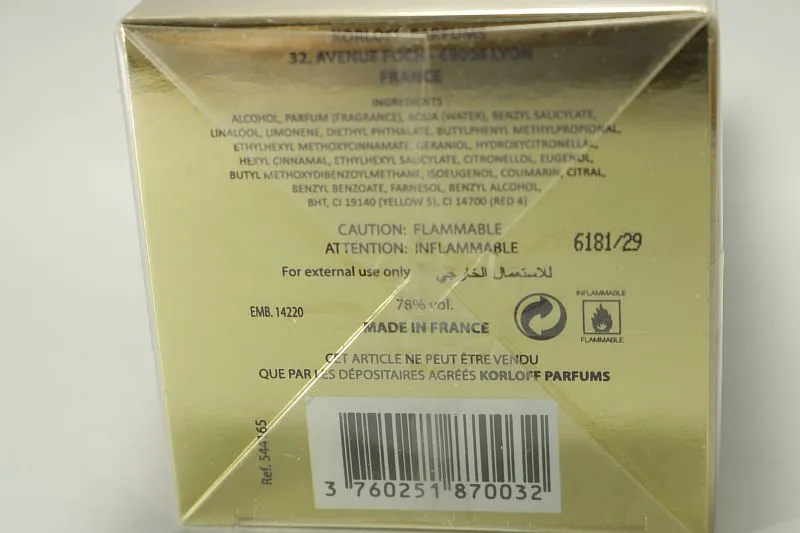 KORLOFF PARFUMS
32, AVENUE FOCH - 69006 LYON
FRANCE
INGREDIENTS
ALCOHOL, PARFUM (FRAGRANCE), AQUA (WATER), BENZYL SALICYLATE,
LINALOOL, LIMONENE, DIETHYL PHTHALATE, BUTYLPHENYL METHYLPROPIONAL,
ETHYLHEXYL METHOXYCINNAMATE, GERANIOL, HYDROXYCITRONELLAL,
HEXYL CINNAMAL, ETHYLHEXYL SALICYLATE, CITRONELLOL, EUGENOL,
BUTYL METHOXYDIBENZOYLMETHANE, ISOEUGENOL, COUMARIN, CITRAL,
BENZYL BENZOATE, FARNESOL, BENZYL ALCOHOL,
BHT, CI 19140 (YELLOW 5), CI 14700 (RED 4)
CAUTION: FLAMMABLE
ATTENTION: INFLAMMABLE
6181/29
For external use only للاستعمال الخارجي
EMB. 14220
78% vol.
MADE IN FRANCE
INFLAMMABLE
FLAMMABLE
CET ARTICLE NE PEUT ÊTRE VENDU
QUE PAR LES DÉPOSITAIRES AGRÉÉS KORLOFF PARFUMS
Ref. 544165
3 760251 870032